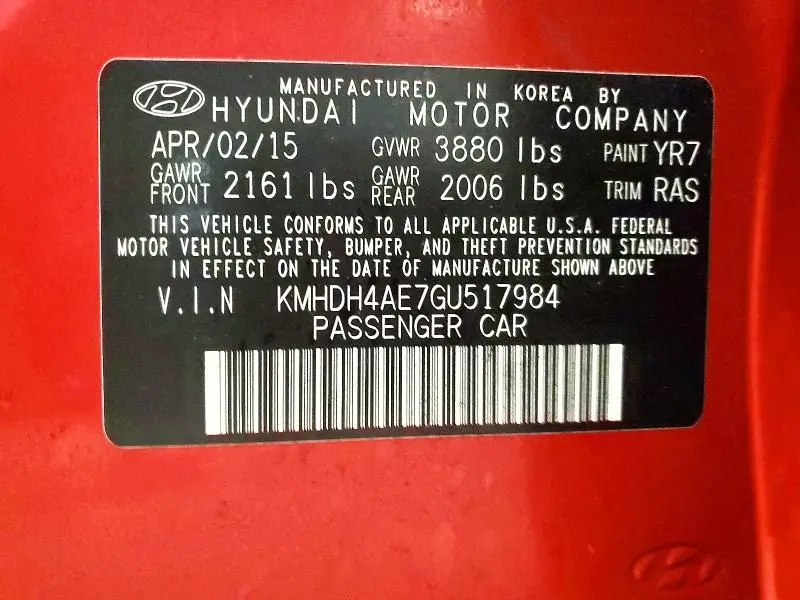 MANUFACTURED IN KOREA BY
HYUNDAI MOTOR COMPANY
APR/02/15 GVWR 3880 lbs PAINT YR7
GAWR FRONT 2161 lbs GAWR REAR 2006 lbs TRIM RAS
THIS VEHICLE CONFORMS TO ALL APPLICABLE U.S.A. FEDERAL
MOTOR VEHICLE SAFETY, BUMPER, AND THEFT PREVENTION STANDARDS
IN EFFECT ON THE DATE OF MANUFACTURE SHOWN ABOVE
V.I.N KMHDH4AE7GU517984
PASSENGER CAR